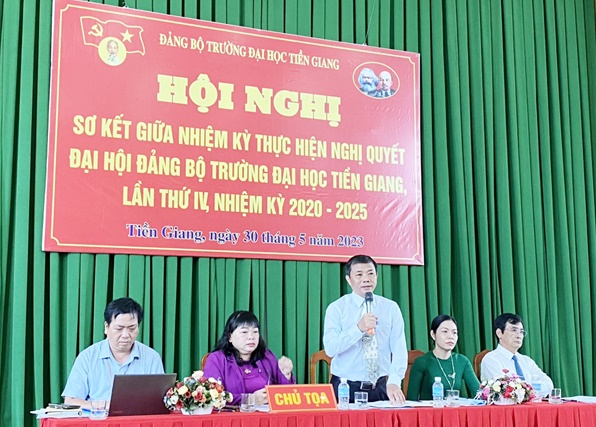 ĐẢNG BỘ TRƯỜNG ĐẠI HỌC TIỀN GIANG
HỘI NGHỊ
SƠ KẾT GIỮA NHIỆM KỲ THỰC HIỆN NGHỊ QUYẾT
ĐẠI HỘI ĐẢNG BỘ TRƯỜNG ĐẠI HỌC TIỀN GIANG,
LẦN THỨ IV, NHIỆM KỲ 2020 - 2025
Tiền Giang, ngày 30 tháng 5 năm 2023
CHỦ TỌA